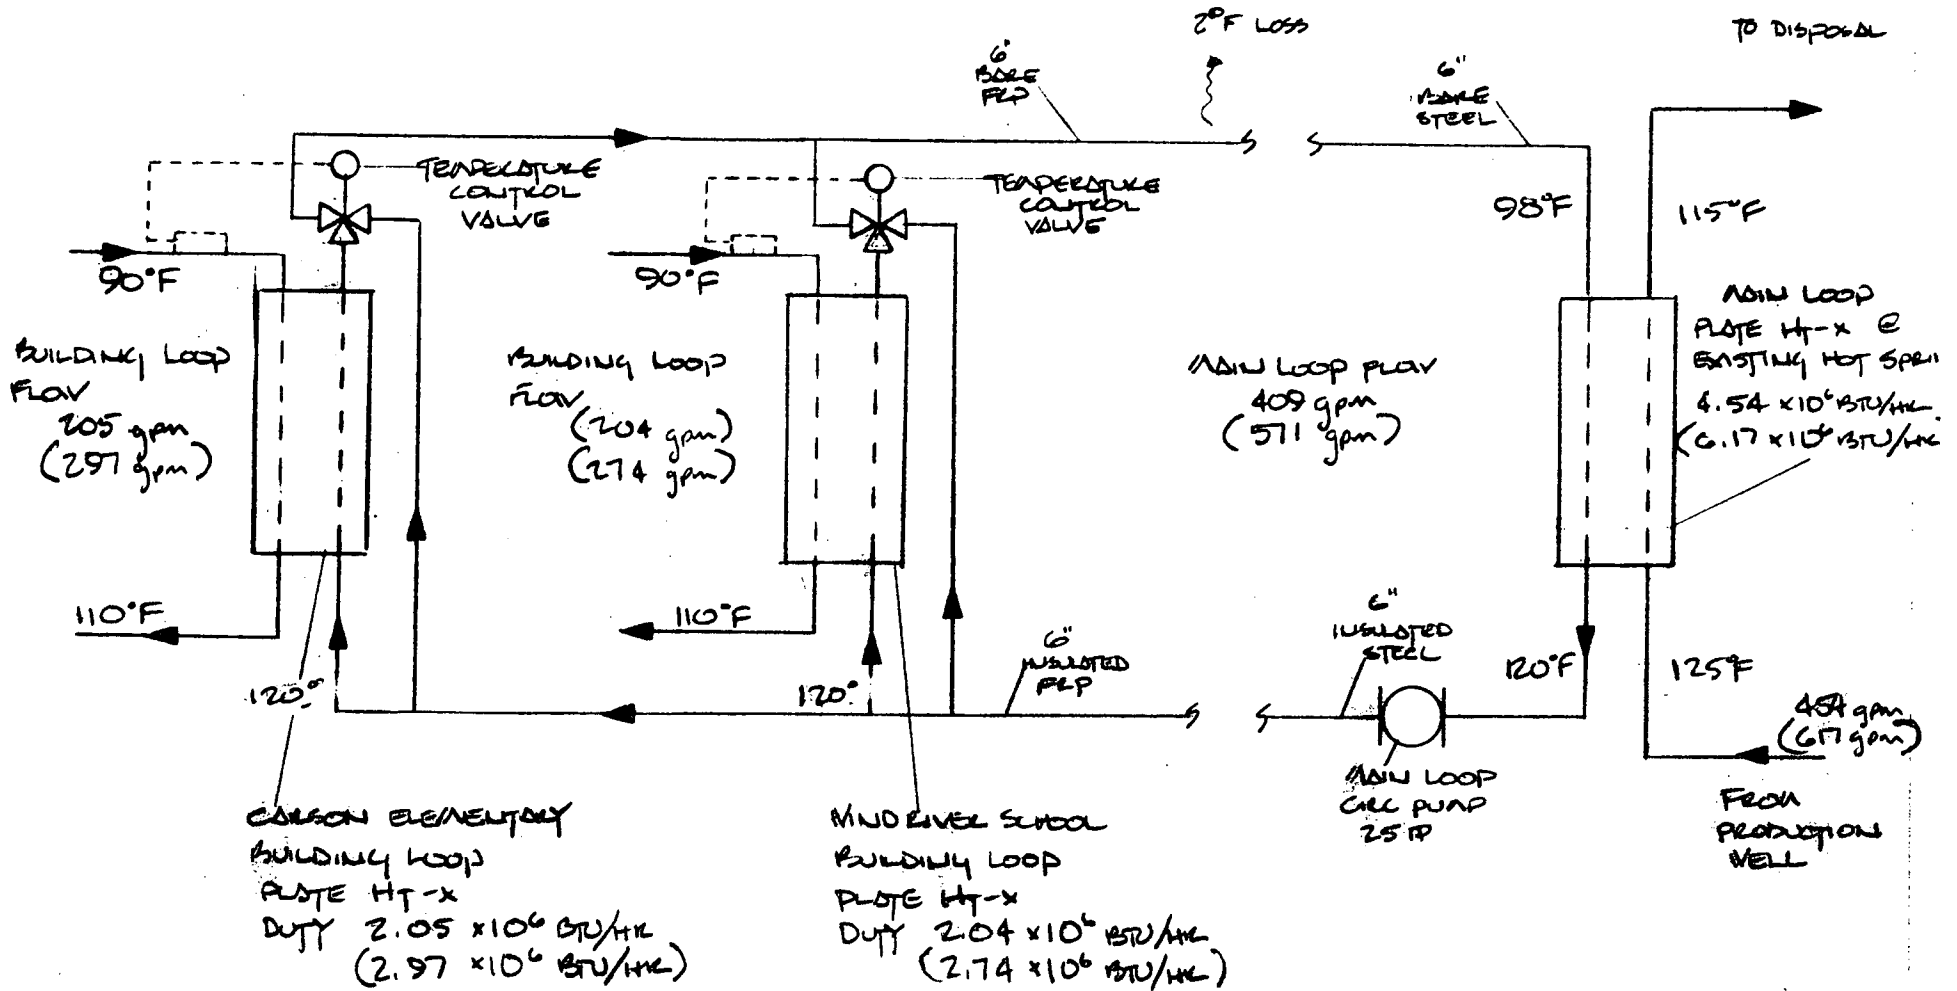 2°F LOSS
TO DISPOSAL
6"
BARE
FRP
6"
BARE
STEEL
TEMPERATURE
CONTROL
VALVE
TEMPERATURE
CONTROL
VALVE
98°F
115°F
90°F
90°F
MAIN LOOP
PLATE HT-X @
EXISTING HOT SPRI
4.54 x10⁶ BTU/HR
(6.17 x10⁶ BTU/HR
BUILDING LOOP
FLOW
205 gpm
(297 gpm)
BUILDING LOOP
FLOW
(204 gpm)
(274 gpm)
MAIN LOOP FLOW
409 gpm
(571 gpm)
110°F
110°F
120°
120°
6"
INSULATED
FRP
6"
INSULATED
STEEL
120°F
125°F
454 gpm
(617 gpm)
MAIN LOOP
CIRC PUMP
25 HP
FROM
PRODUCTION
WELL
CARSON ELEMENTARY
BUILDING LOOP
PLATE HT-X
DUTY 2.05 x10⁶ BTU/HR
(2.97 x10⁶ BTU/HR)
WIND RIVER SCHOOL
BUILDING LOOP
PLATE HT-X
DUTY 2.04 x10⁶ BTU/HR
(2.74 x10⁶ BTU/HR)